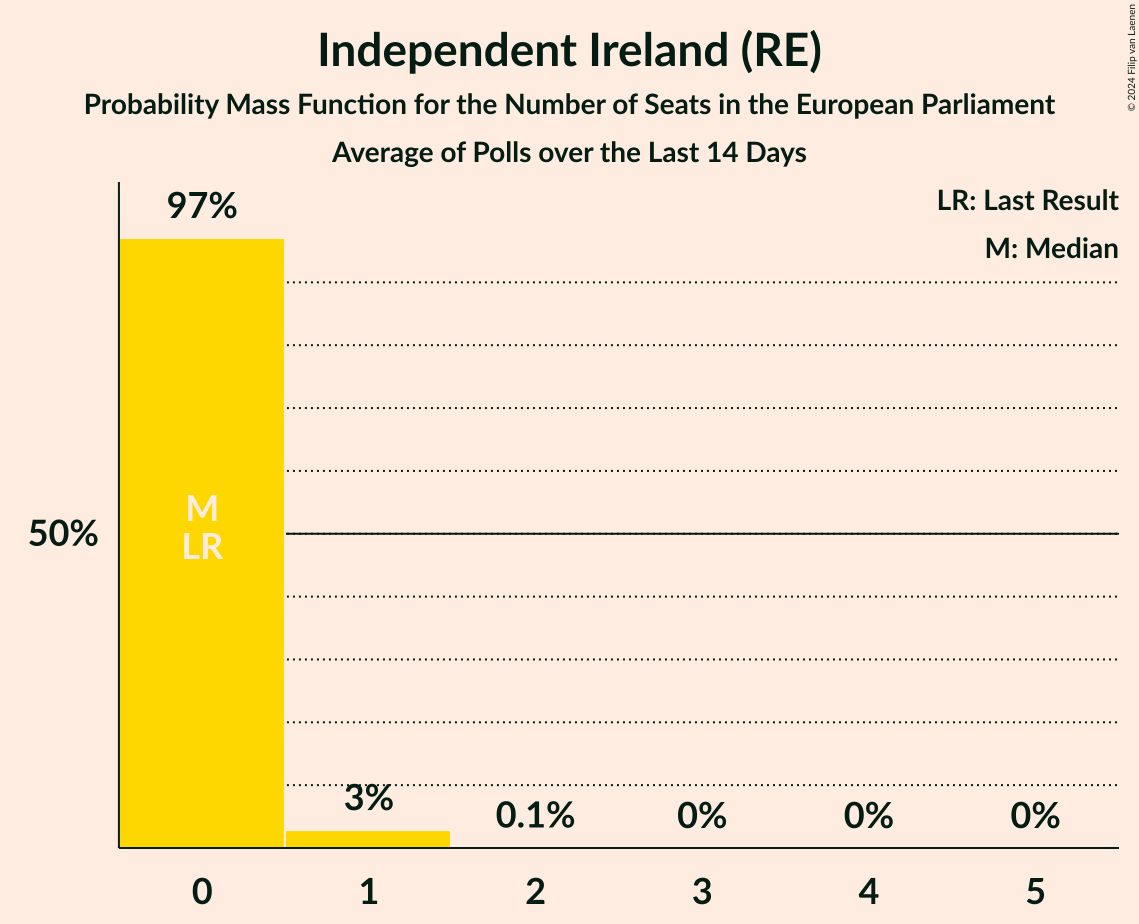 Independent Ireland (RE)
Probability Mass Function for the Number of Seats in the European Parliament
Average of Polls over the Last 14 Days
© 2024 Filip van Laenen
LR: Last Result
M: Median
97%
M
LR
50%
3%
0.1%
0%
0%
0%
0
1
2
3
4
5